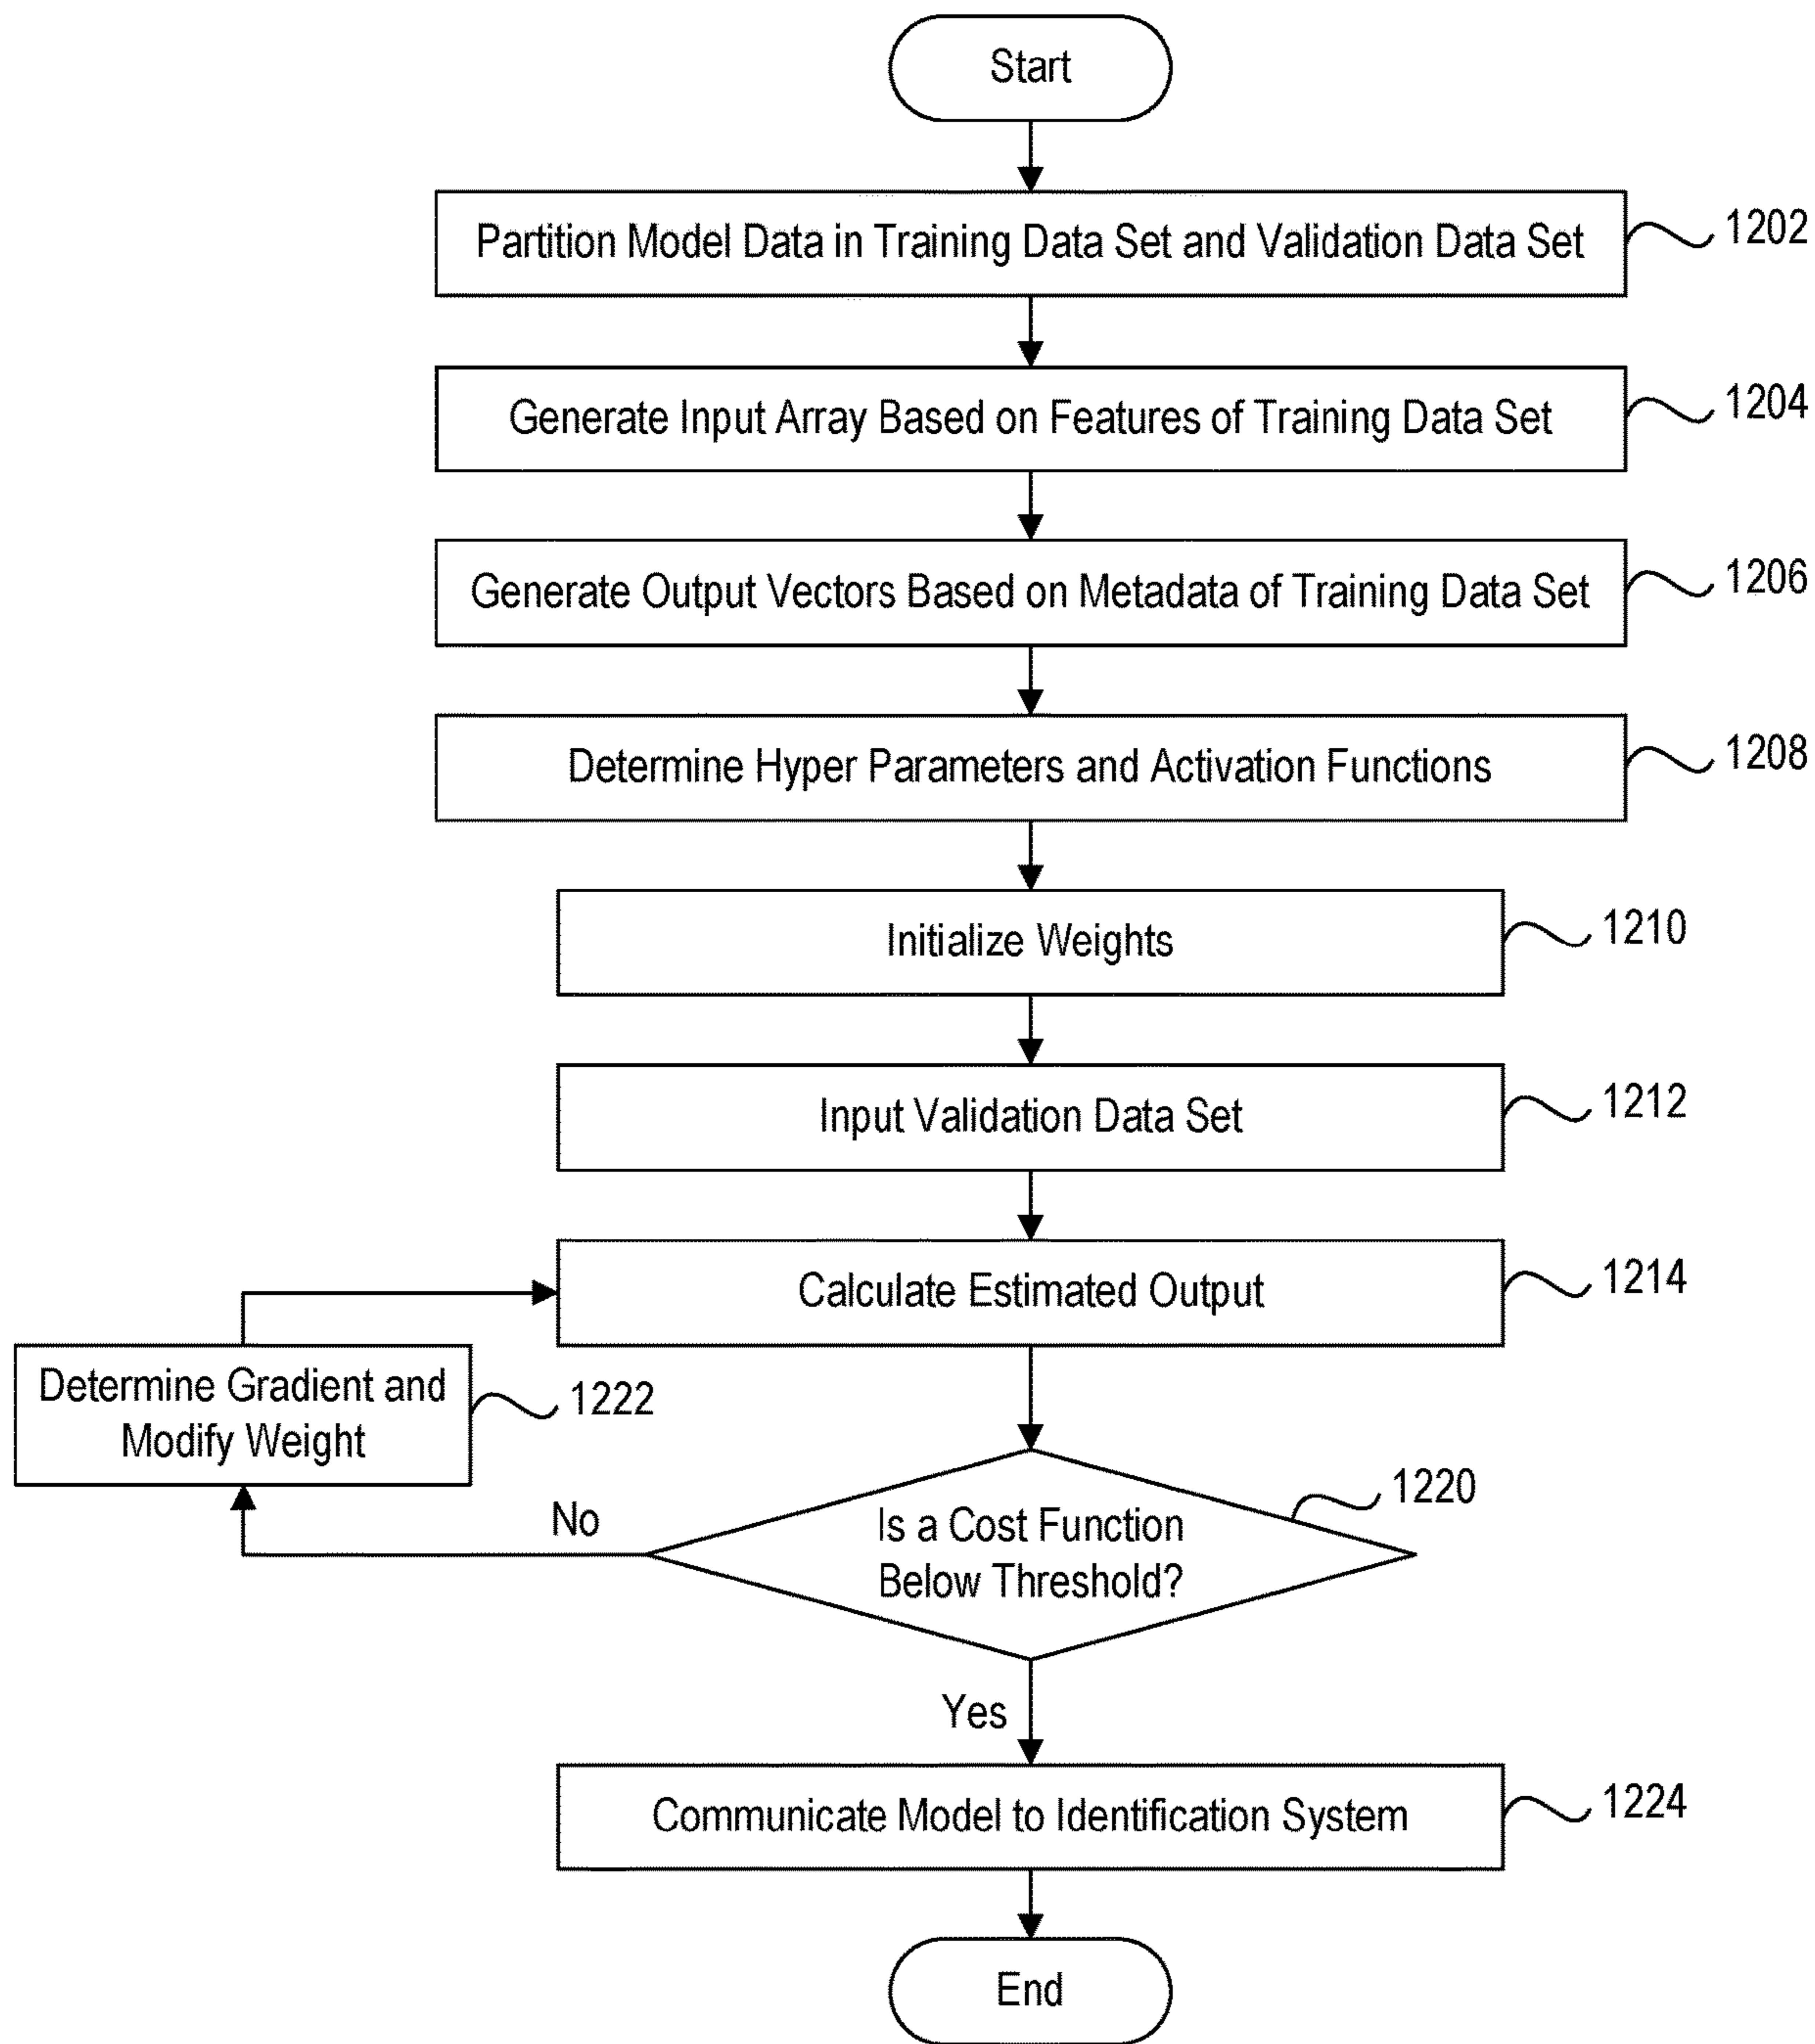 Start
Partition Model Data in Training Data Set and Validation Data Set
1202
Generate Input Array Based on Features of Training Data Set
1204
Generate Output Vectors Based on Metadata of Training Data Set
1206
Determine Hyper Parameters and Activation Functions
1208
Initialize Weights
1210
Input Validation Data Set
1212
Calculate Estimated Output
1214
Determine Gradient and
Modify Weight
1222
Is a Cost Function
Below Threshold?
1220
No
Yes
Communicate Model to Identification System
1224
End